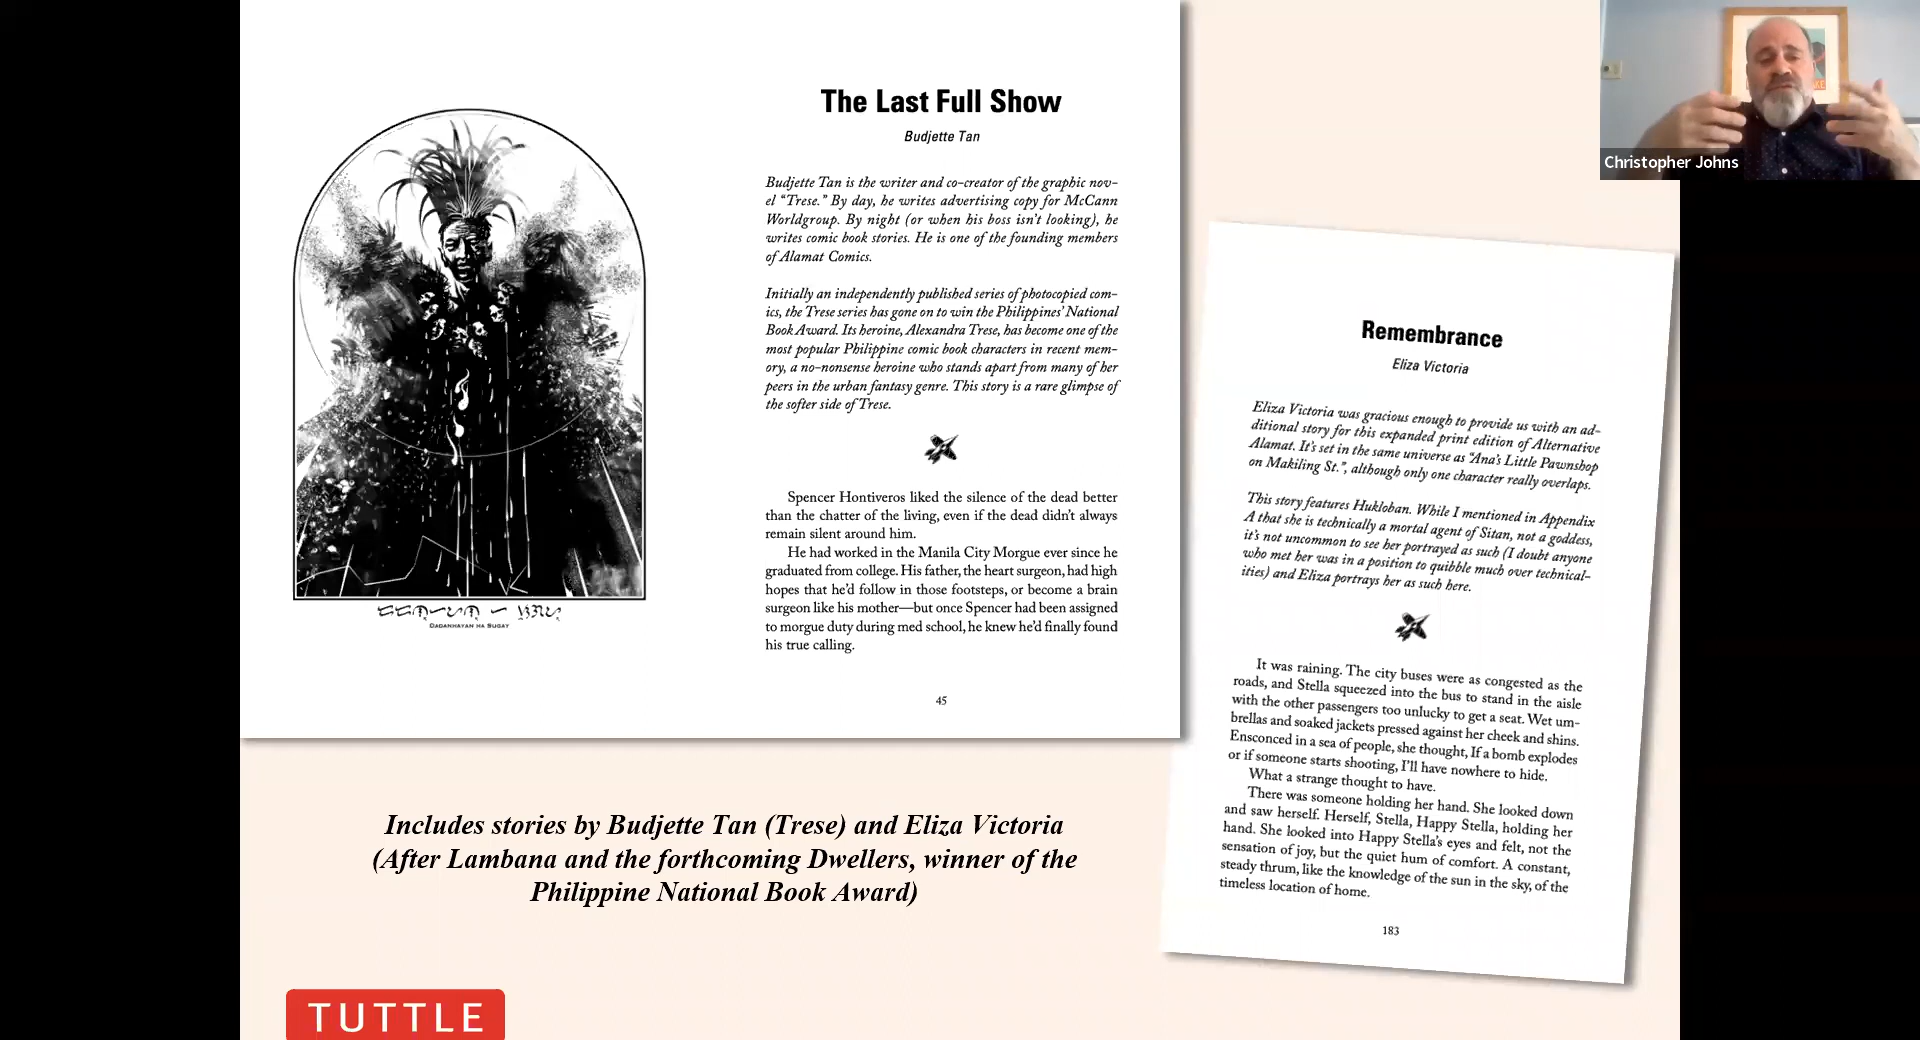 The Last Full Show
Budjette Tan
Budjette Tan is the writer and co-creator of the graphic nov-
el “Trese.” By day, he writes advertising copy for McCann
Worldgroup. By night (or when his boss isn’t looking), he
writes comic book stories. He is one of the founding members
of Alamat Comics.
Initially an independently published series of photocopied com-
ics, the Trese series has gone on to win the Philippines’ National
Book Award. Its heroine, Alexandra Trese, has become one of the
most popular Philippine comic book characters in recent mem-
ory, a no-nonsense heroine who stands apart from many of her
peers in the urban fantasy genre. This story is a rare glimpse of
the softer side of Trese.
Spencer Hontiveros liked the silence of the dead better
than the chatter of the living, even if the dead didn’t always
remain silent around him.
He had worked in the Manila City Morgue ever since he
graduated from college. His father, the heart surgeon, had high
hopes that he’d follow in those footsteps, or become a brain
surgeon like his mother—but once Spencer had been assigned
to morgue duty during med school, he knew he’d finally found
his true calling.
45
Christopher Johns
Remembrance
Eliza Victoria
Eliza Victoria was gracious enough to provide us with an ad-
ditional story for this expanded print edition of Alternative
Alamat. It’s set in the same universe as “Ana’s Little Pawnshop
on Makiling St.”, although only one character really overlaps.
This story features Hukloban. While I mentioned in Appendix
A that she is technically a mortal agent of Sitan, not a goddess,
it’s not uncommon to see her portrayed as such (I doubt anyone
who met her was in a position to quibble much over technical-
ities) and Eliza portrays her as such here.
It was raining. The city buses were as congested as the
roads, and Stella squeezed into the bus to stand in the aisle
with the other passengers too unlucky to get a seat. Wet um-
brellas and soaked jackets pressed against her cheek and shins.
Ensconced in a sea of people, she thought, If a bomb explodes
or if someone starts shooting, I’ll have nowhere to hide.
What a strange thought to have.
There was someone holding her hand. She looked down
and saw herself. Herself, Stella, Happy Stella, holding her
hand. She looked into Happy Stella’s eyes and felt, not the
sensation of joy, but the quiet hum of comfort. A constant,
steady thrum, like the knowledge of the sun in the sky, of the
timeless location of home.
183
Includes stories by Budjette Tan (Trese) and Eliza Victoria
(After Lambana and the forthcoming Dwellers, winner of the
Philippine National Book Award)
TUTTLE